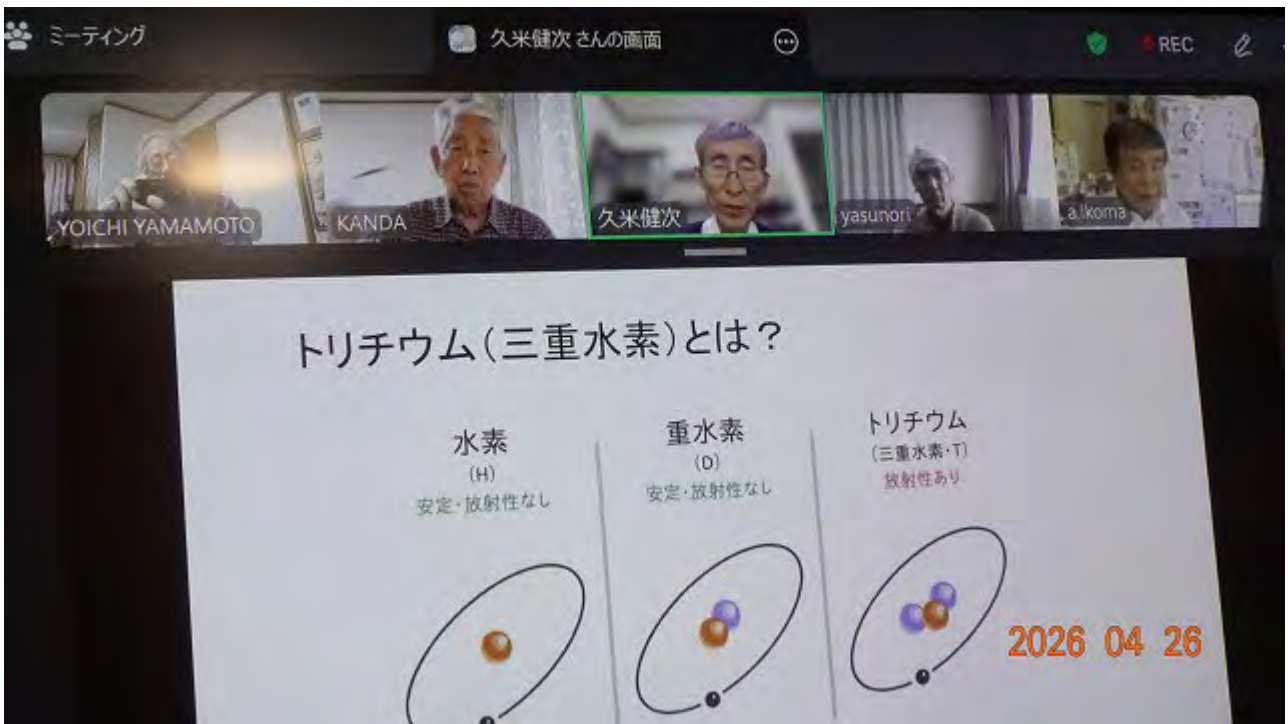 ミーティング
久米健次 さんの画面
REC
YOICHI YAMAMOTO
KANDA
久米健次
yasunori
a.Ikoma
トリチウム(三重水素)とは?
水素
(H)
安定・放射性なし
重水素
(D)
安定・放射性なし
トリチウム
(三重水素・T)
放射性あり
2026 04 26